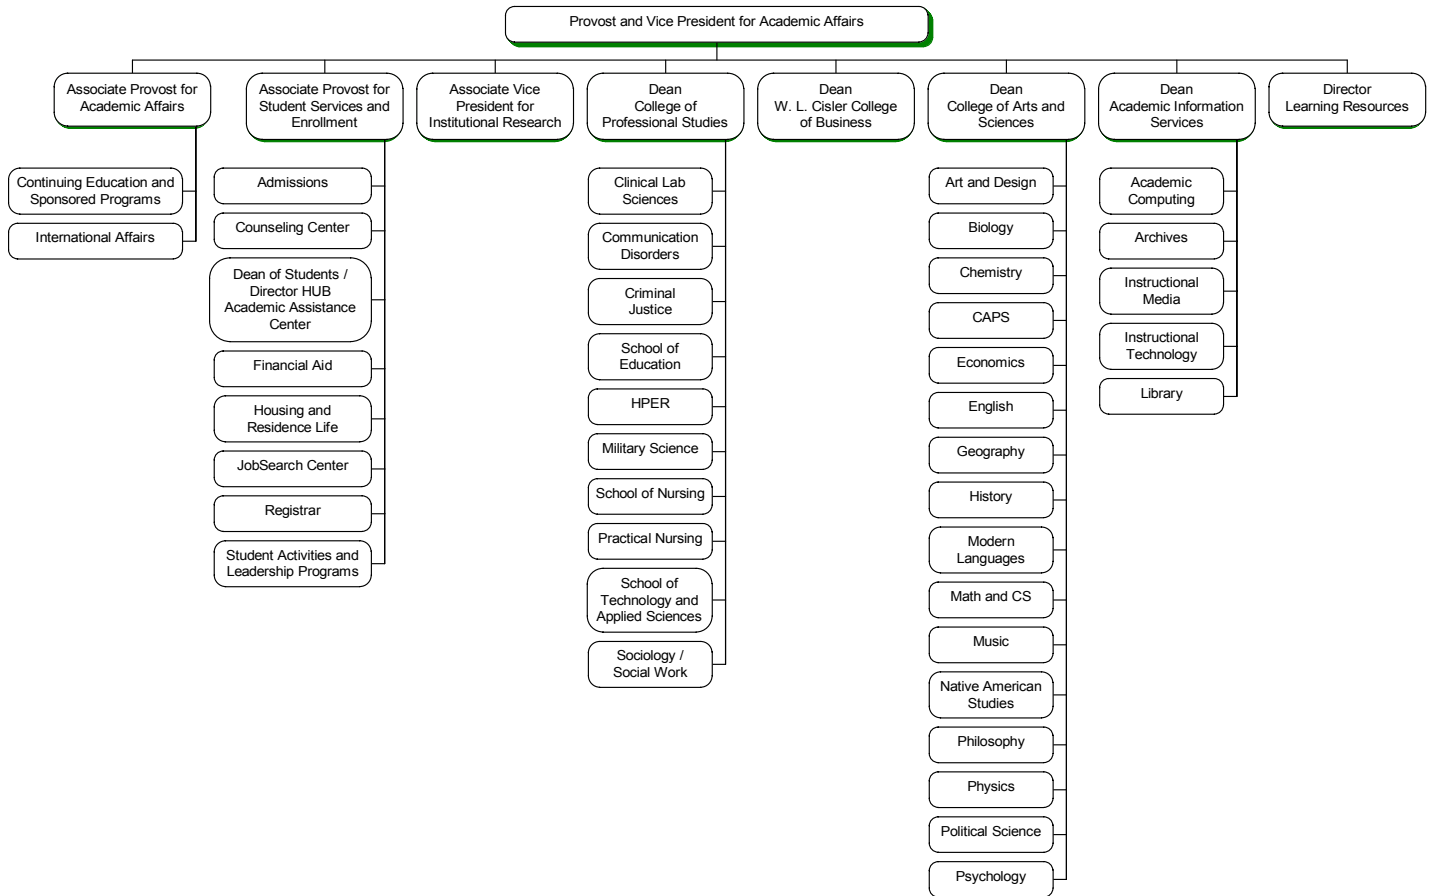 Provost and Vice President for Academic Affairs
Associate Provost for
Academic Affairs
Associate Provost for
Student Services and
Enrollment
Associate Vice
President for
Institutional Research
Dean
College of
Professional Studies
Dean
W. L. Cisler College
of Business
Dean
College of Arts and
Sciences
Dean
Academic Information
Services
Director
Learning Resources
Continuing Education and
Sponsored Programs
International Affairs
Admissions
Counseling Center
Dean of Students /
Director HUB
Academic Assistance
Center
Financial Aid
Housing and
Residence Life
JobSearch Center
Registrar
Student Activities and
Leadership Programs
Clinical Lab
Sciences
Communication
Disorders
Criminal
Justice
School of
Education
HPER
Military Science
School of Nursing
Practical Nursing
School of
Technology and
Applied Sciences
Sociology /
Social Work
Art and Design
Biology
Chemistry
CAPS
Economics
English
Geography
History
Modern
Languages
Math and CS
Music
Native American
Studies
Philosophy
Physics
Political Science
Psychology
Academic
Computing
Archives
Instructional
Media
Instructional
Technology
Library